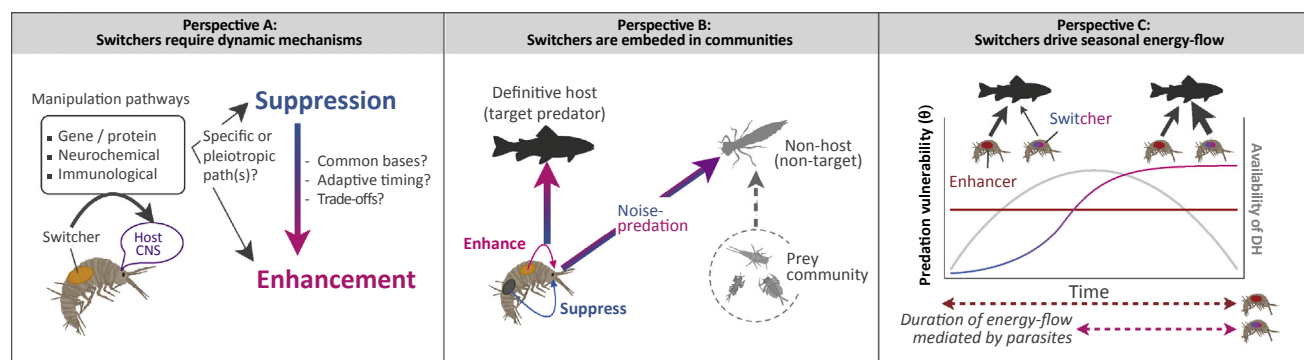 Perspective A:
Switchers require dynamic mechanisms
Manipulation pathways
▪ Gene / protein
▪ Neurochemical
▪ Immunological
Switcher
Host
CNS
Specific or
pleiotropic
path(s)?
Suppression
- Common bases?
- Adaptive timing?
- Trade-offs?
Enhancement
Perspective B:
Switchers are embeded in communities
Definitive host
(target predator)
Non-host
(non-target)
Noise-
predation
Enhance
Suppress
Prey
community
Perspective C:
Switchers drive seasonal energy-flow
Predation vulnerability (θ)
Switcher
Enhancer
Availability of DH
Time
Duration of energy-flow
mediated by parasites